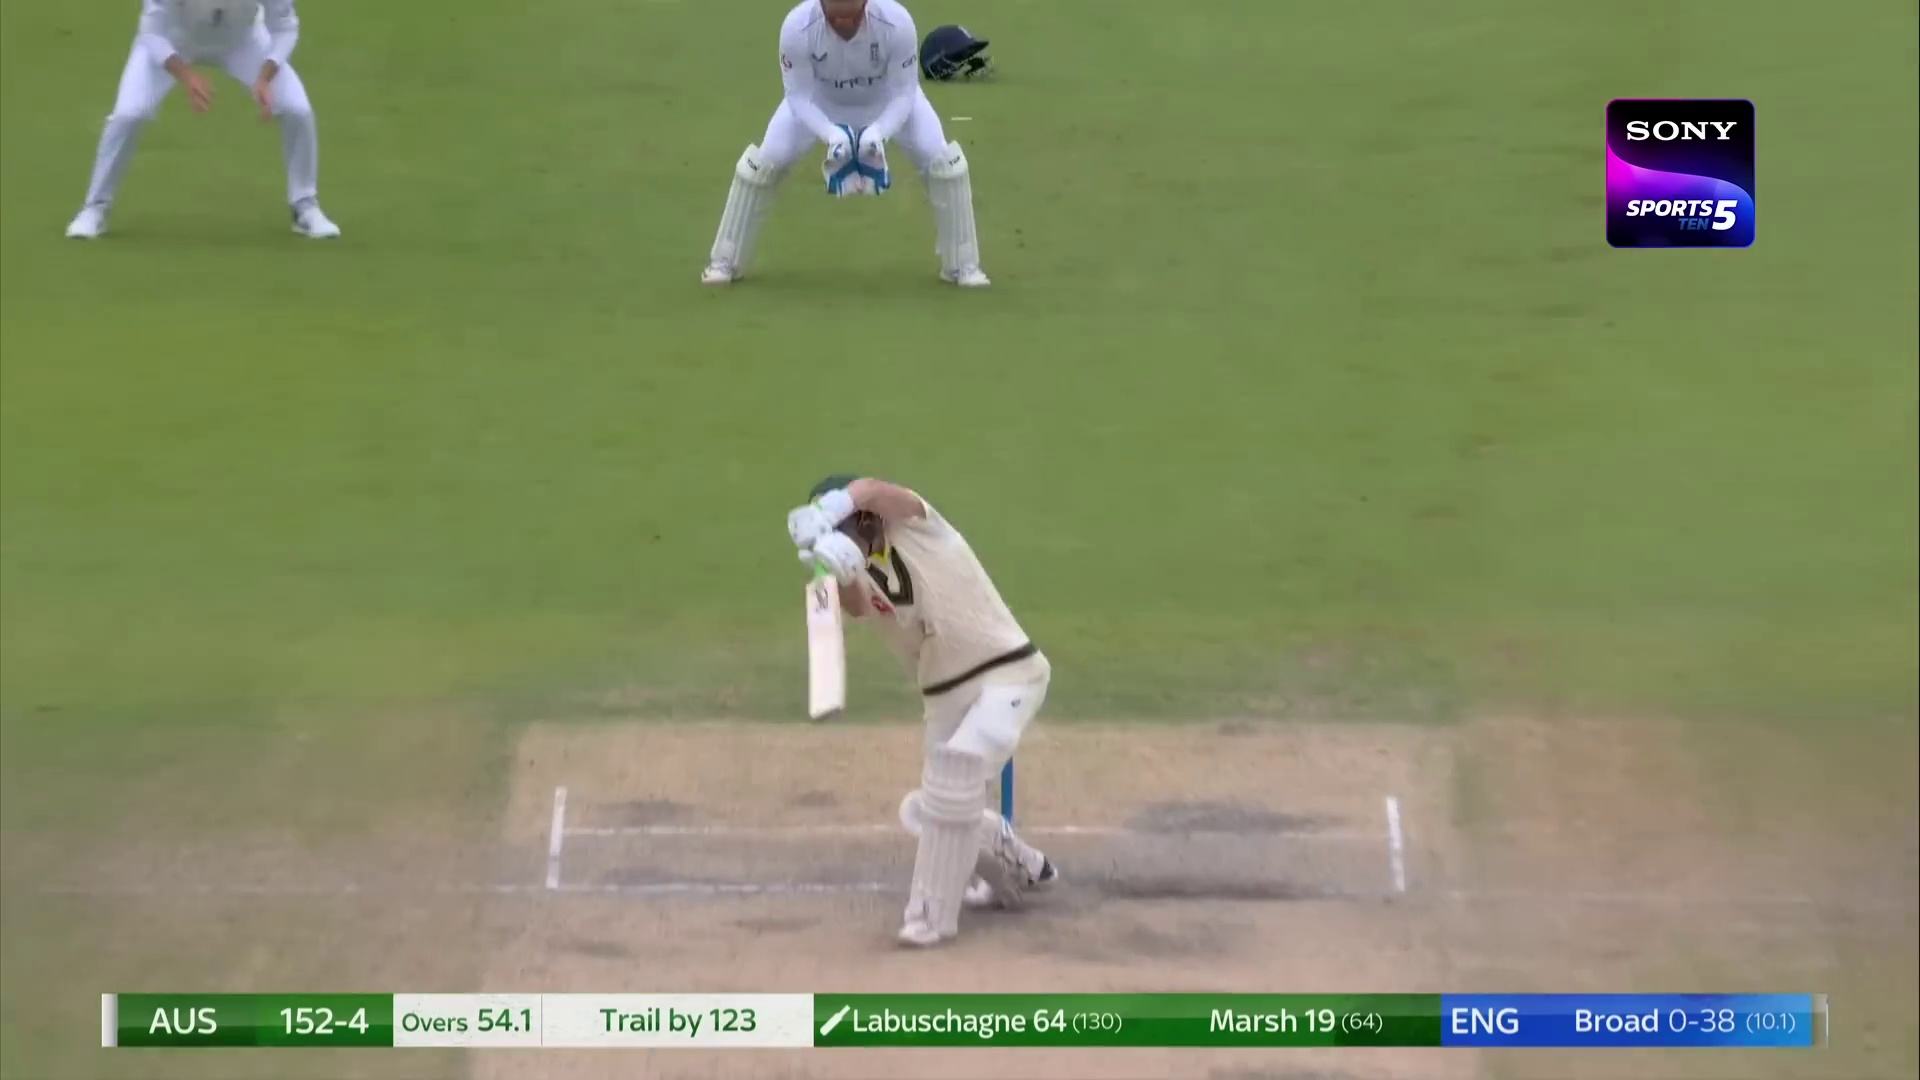 SONY
SPORTS
TEN 5
AUS 152-4 Overs 54.1 Trail by 123 Labuschagne 64 (130) Marsh 19 (64) ENG Broad 0-38 (10.1)